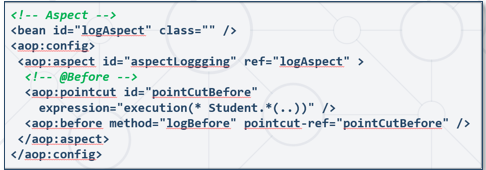 <!-- Aspect -->
<bean id="logAspect" class="" />
<aop:config>
<aop:aspect id="aspectLoggging" ref="logAspect" >
<!-- @Before -->
<aop:pointcut id="pointCutBefore"
expression="execution(* Student.*(..))" />
<aop:before method="logBefore" pointcut-ref="pointCutBefore" />
</aop:aspect>
</aop:config>